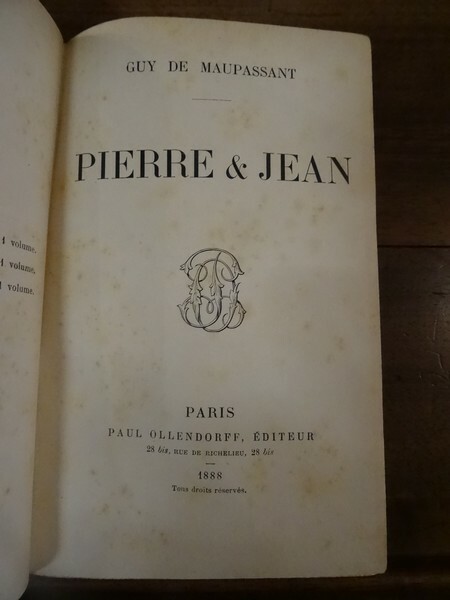 1 volume.
1 volume.
1 volume.
GUY DE MAUPASSANT
PIERRE & JEAN
PARIS
PAUL OLLENDORFF, ÉDITEUR
28 bis, RUE DE RICHELIEU, 28 bis
1888
Tous droits réservés.